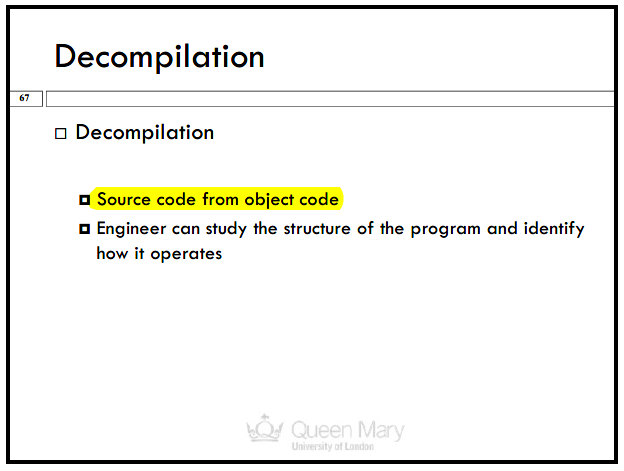 Decompilation
67
Decompilation
Source code from object code
Engineer can study the structure of the program and identify
how it operates
Queen Mary
University of London